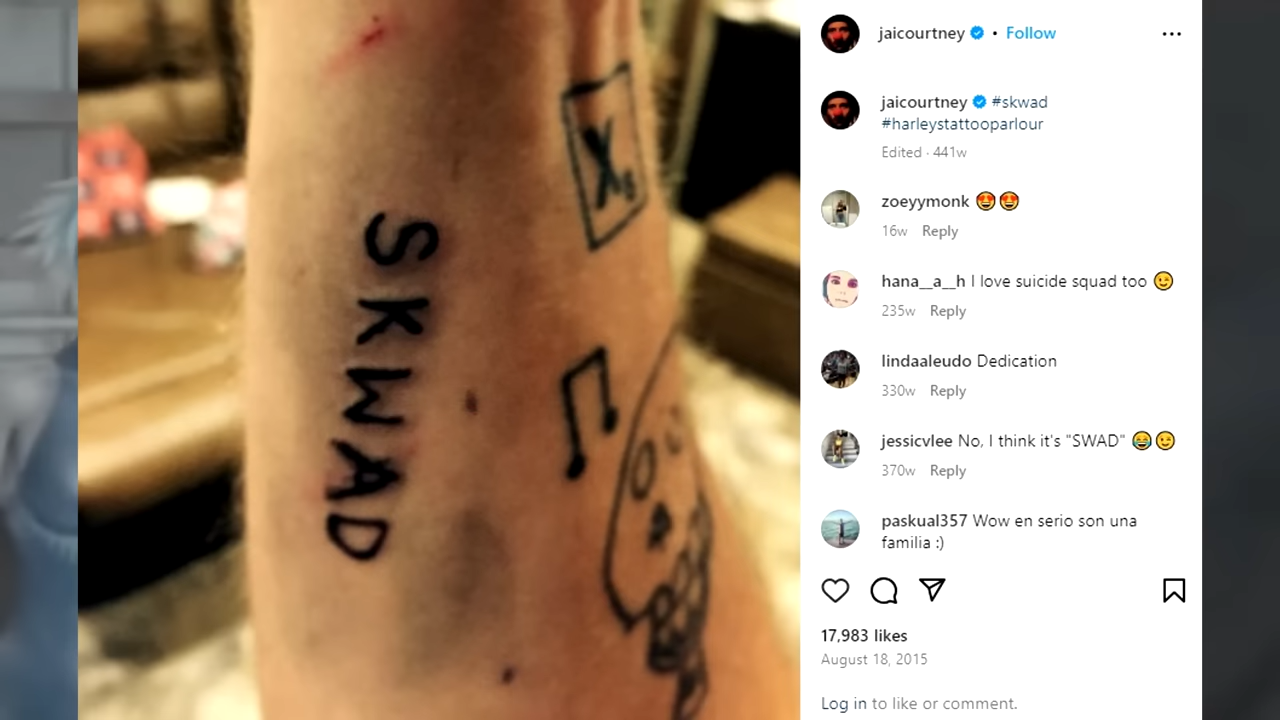 SKWAD
X
jaicourtney • Follow
jaicourtney #skwad
#harleystattooparlour
Edited · 441w
zoeyymonk 😍😍
16w Reply
hana__a__h I love suicide squad too 😉
235w Reply
lindaaleudo Dedication
330w Reply
jessicvlee No, I think it's "SWAD" 😂😉
370w Reply
paskual357 Wow en serio son una
familia :)
17,983 likes
August 18, 2015
Log in to like or comment.